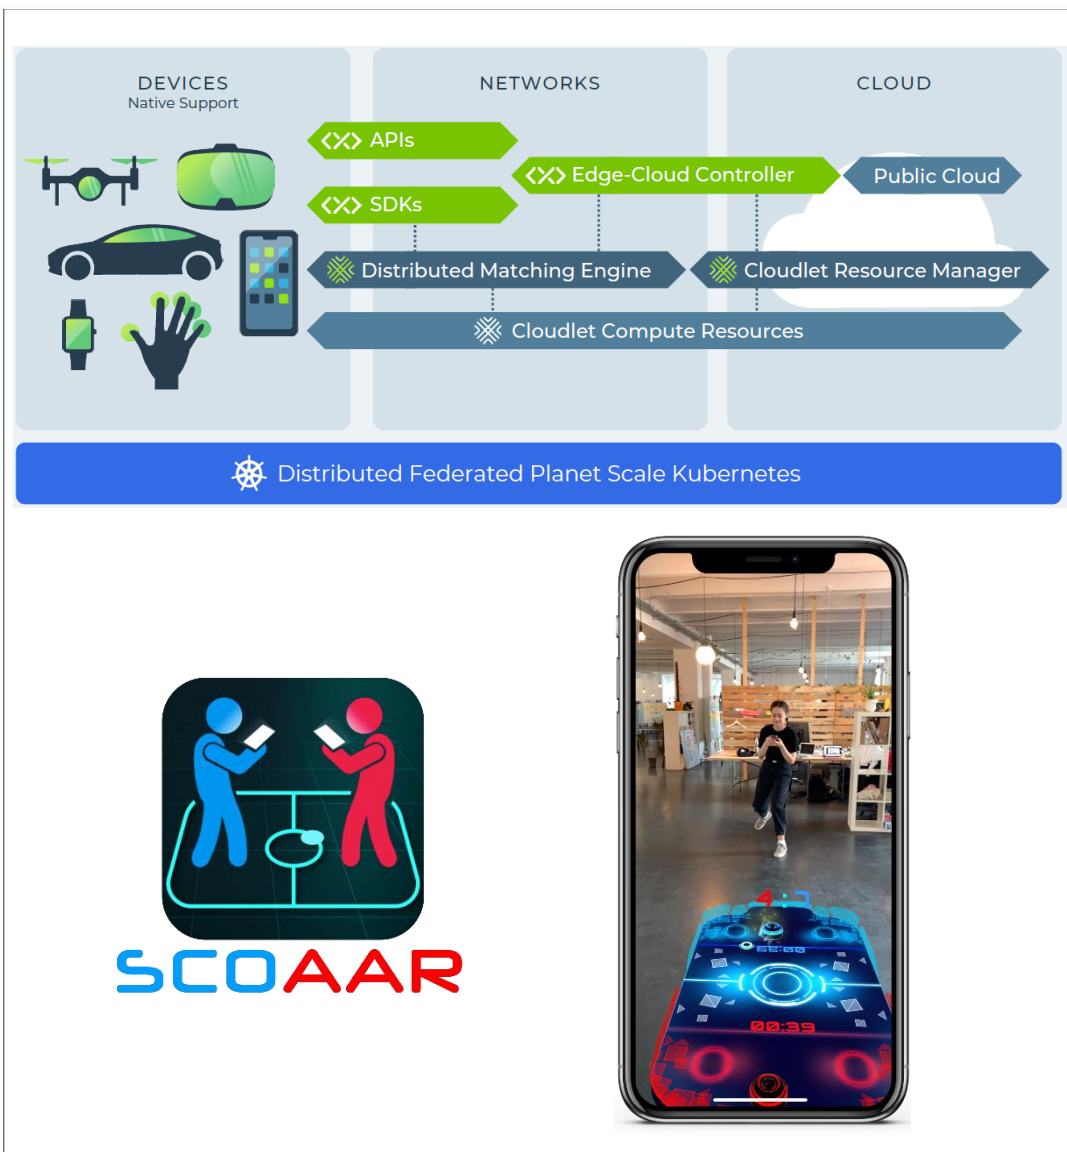 DEVICES
Native Support
NETWORKS
CLOUD
APIs
Edge-Cloud Controller
Public Cloud
SDKs
Distributed Matching Engine
Cloudlet Resource Manager
Cloudlet Compute Resources
Distributed Federated Planet Scale Kubernetes
SCOAAR
4:7
00:39